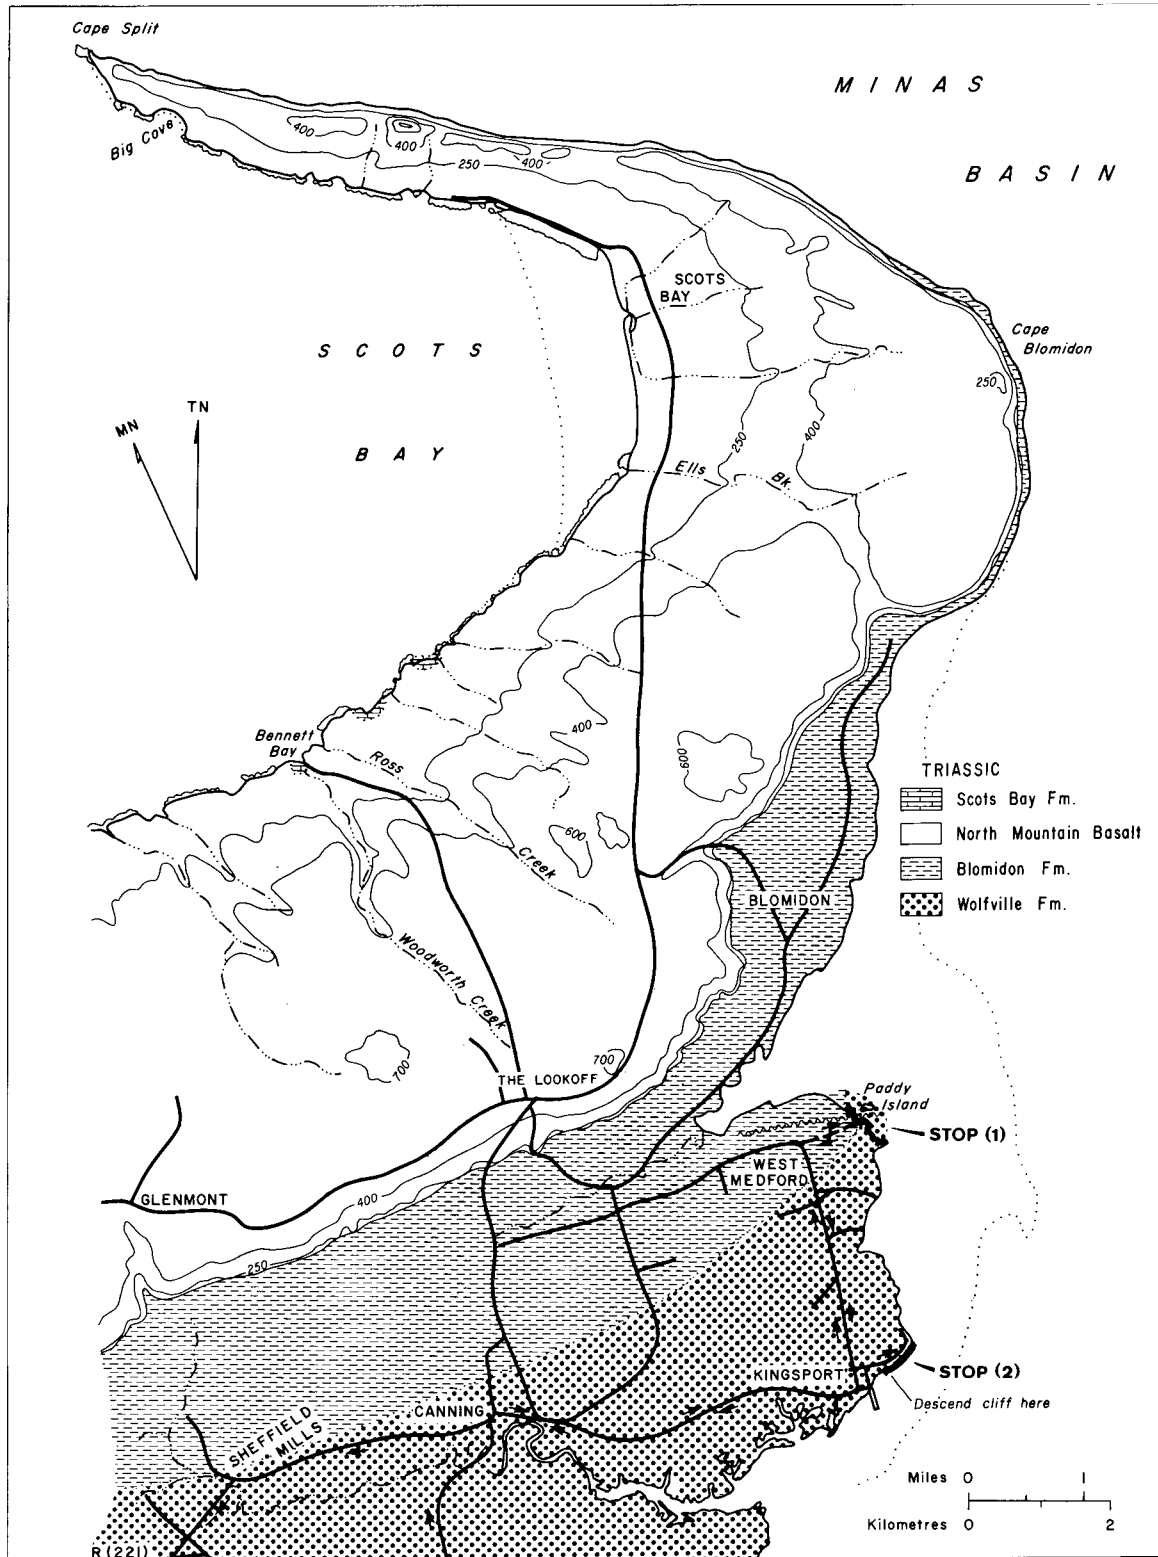 Cape Split
MINAS
BASIN
Big Cove
400
400
400
250
SCOTS
BAY
Cape
Blomidon
250
SCOTS
BAY
MN
TN
250
400
Ells
Bk
400
600
Bennett
Bay
Ross
Creek
600
TRIASSIC
Scots Bay Fm.
North Mountain Basalt
Blomidon Fm.
Wolfville Fm.
BLOMIDON
Woodworth Creek
700
700
THE LOOKOFF
Paddy
Island
STOP (1)
WEST
MEDFORD
GLENMONT
400
250
KINGSPORT
STOP (2)
Descend cliff here
CANNING
SHEFFIELD
MILLS
Miles 0 1
Kilometres 0 2
R (221)